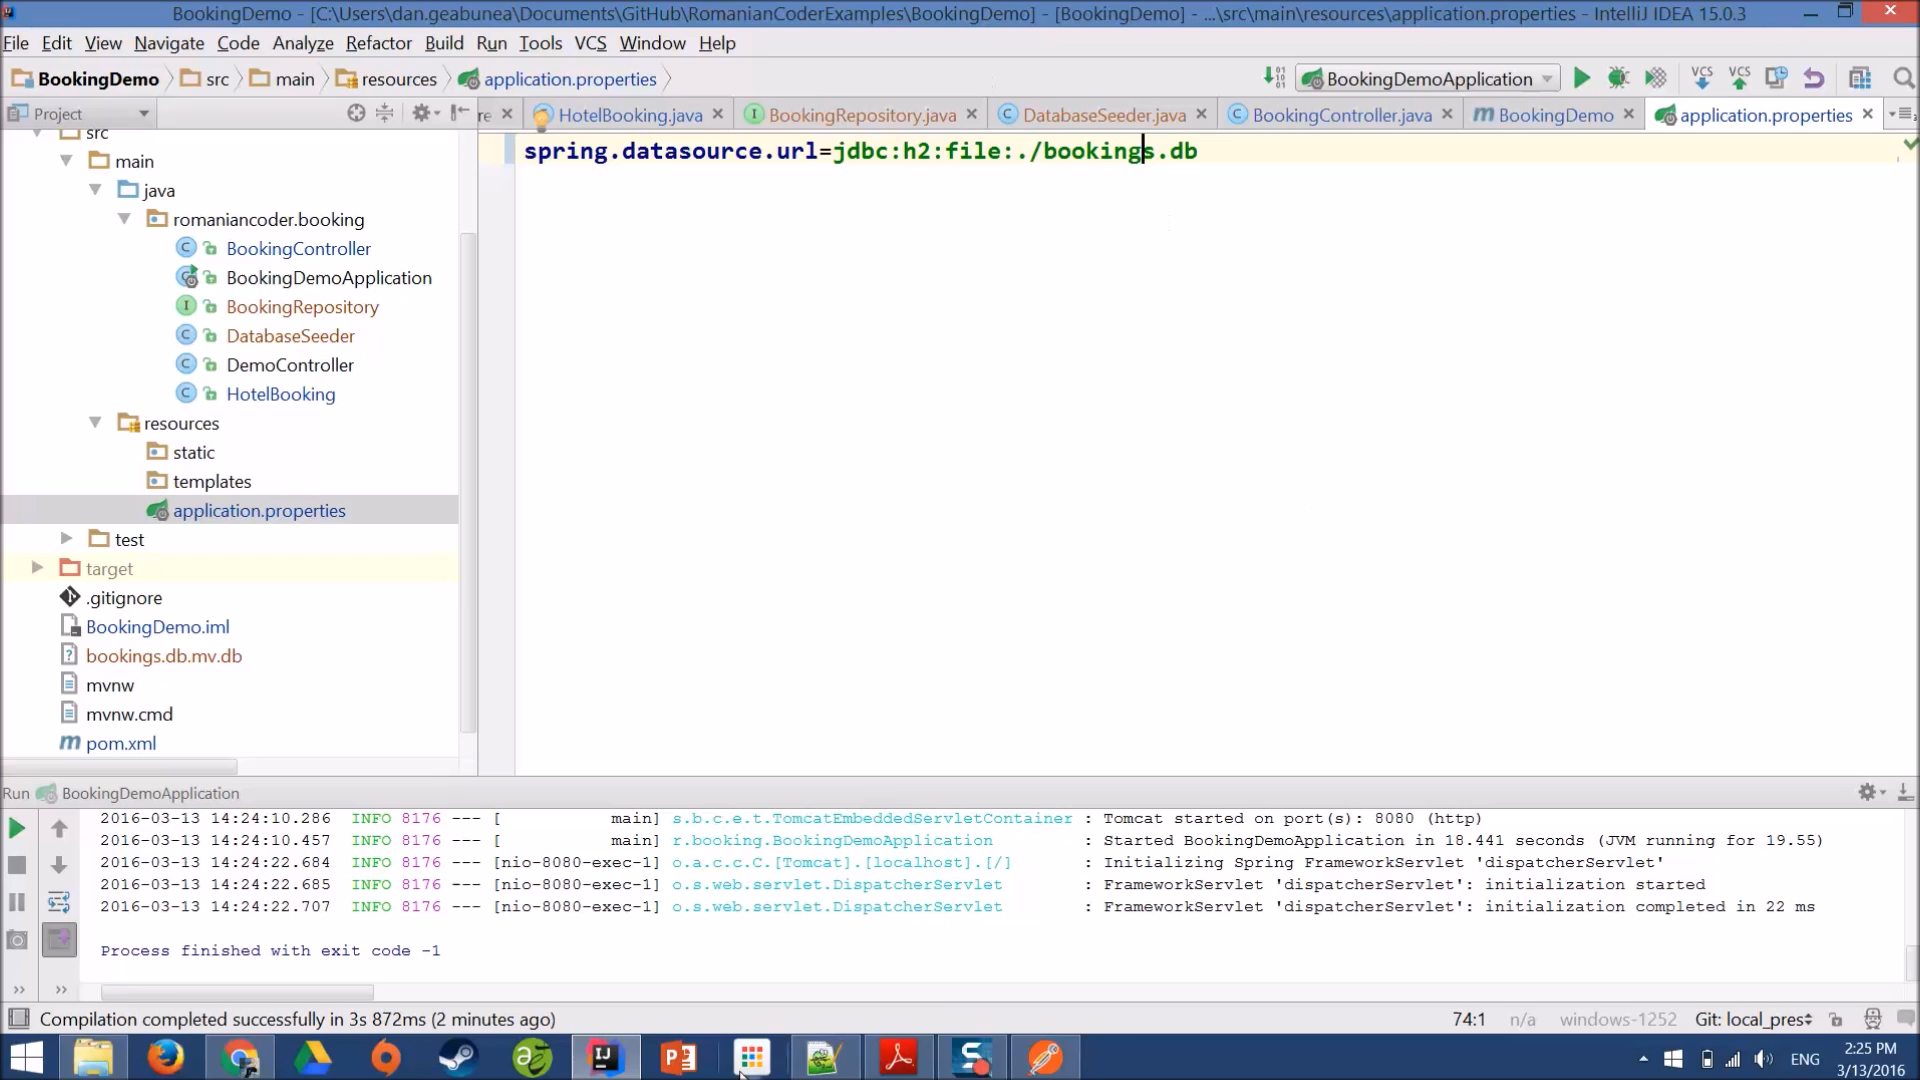 BookingDemo - [C:\Users\dan.geabunea\Documents\GitHub\RomanianCoderExamples\BookingDemo] - [BookingDemo] - ...\src\main\resources\application.properties - IntelliJ IDEA 15.0.3
File Edit View Navigate Code Analyze Refactor Build Run Tools VCS Window Help
BookingDemo src main resources application.properties BookingDemoApplication VCS VCS
Project re HotelBooking.java BookingRepository.java DatabaseSeeder.java BookingController.java BookingDemo application.properties
spring.datasource.url=jdbc:h2:file:./bookings.db
src
main
java
romaniancoder.booking
BookingController
BookingDemoApplication
BookingRepository
DatabaseSeeder
DemoController
HotelBooking
resources
static
templates
application.properties
test
target
.gitignore
BookingDemo.iml
bookings.db.mv.db
mvnw
mvnw.cmd
pom.xml
Run BookingDemoApplication
2016-03-13 14:24:10.286 INFO 8176 --- [ main] s.b.c.e.t.TomcatEmbeddedServletContainer : Tomcat started on port(s): 8080 (http)
2016-03-13 14:24:10.457 INFO 8176 --- [ main] r.booking.BookingDemoApplication : Started BookingDemoApplication in 18.441 seconds (JVM running for 19.55)
2016-03-13 14:24:22.684 INFO 8176 --- [nio-8080-exec-1] o.a.c.c.C.[Tomcat].[localhost].[/] : Initializing Spring FrameworkServlet 'dispatcherServlet'
2016-03-13 14:24:22.685 INFO 8176 --- [nio-8080-exec-1] o.s.web.servlet.DispatcherServlet : FrameworkServlet 'dispatcherServlet': initialization started
2016-03-13 14:24:22.707 INFO 8176 --- [nio-8080-exec-1] o.s.web.servlet.DispatcherServlet : FrameworkServlet 'dispatcherServlet': initialization completed in 22 ms
Process finished with exit code -1
Compilation completed successfully in 3s 872ms (2 minutes ago) 74:1 n/a windows-1252 Git: local_pres
ENG 2:25 PM
3/13/2016